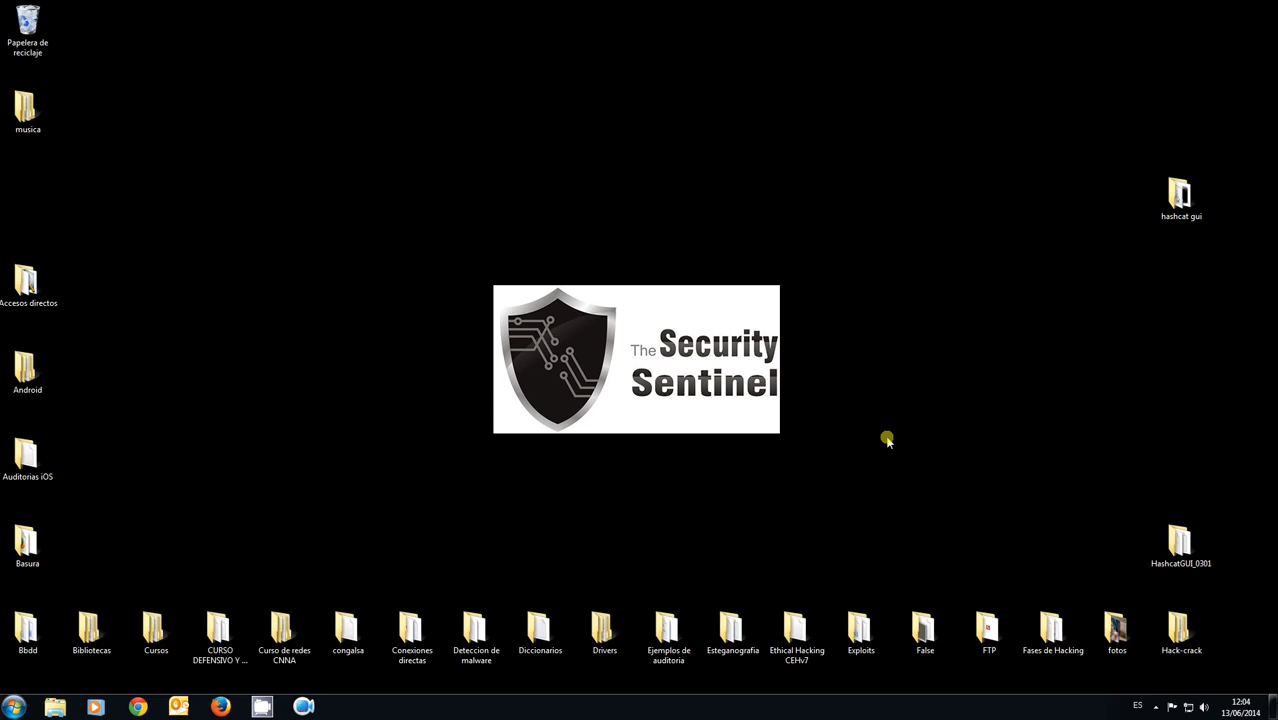 Papelera de
reciclaje
musica
hashcat gui
Accesos directos
Android
Auditorias iOS
Basura
HashcatGUI_0301
The Security
Sentinel
Bbdd
Bibliotecas
Cursos
CURSO
DEFENSIVO Y ...
Curso de redes
CNNA
congalsa
Conexiones
directas
Deteccion de
malware
Diccionarios
Drivers
Ejemplos de
auditoria
Esteganografia
Ethical Hacking
CEHv7
Exploits
False
FTP
Fases de Hacking
fotos
Hack-crack
ES
12:04
13/06/2014